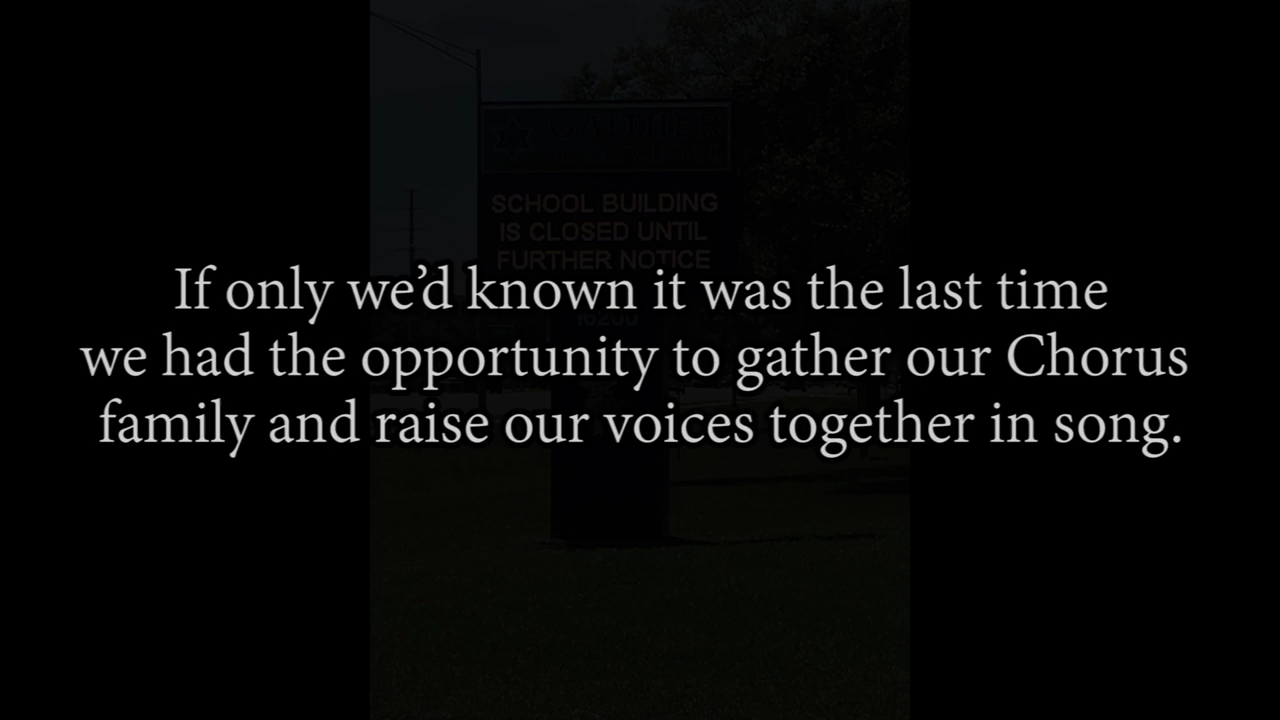 SCHOOL BUILDING
IS CLOSED UNTIL
FURTHER NOTICE
If only we’d known it was the last time
we had the opportunity to gather our Chorus
family and raise our voices together in song.